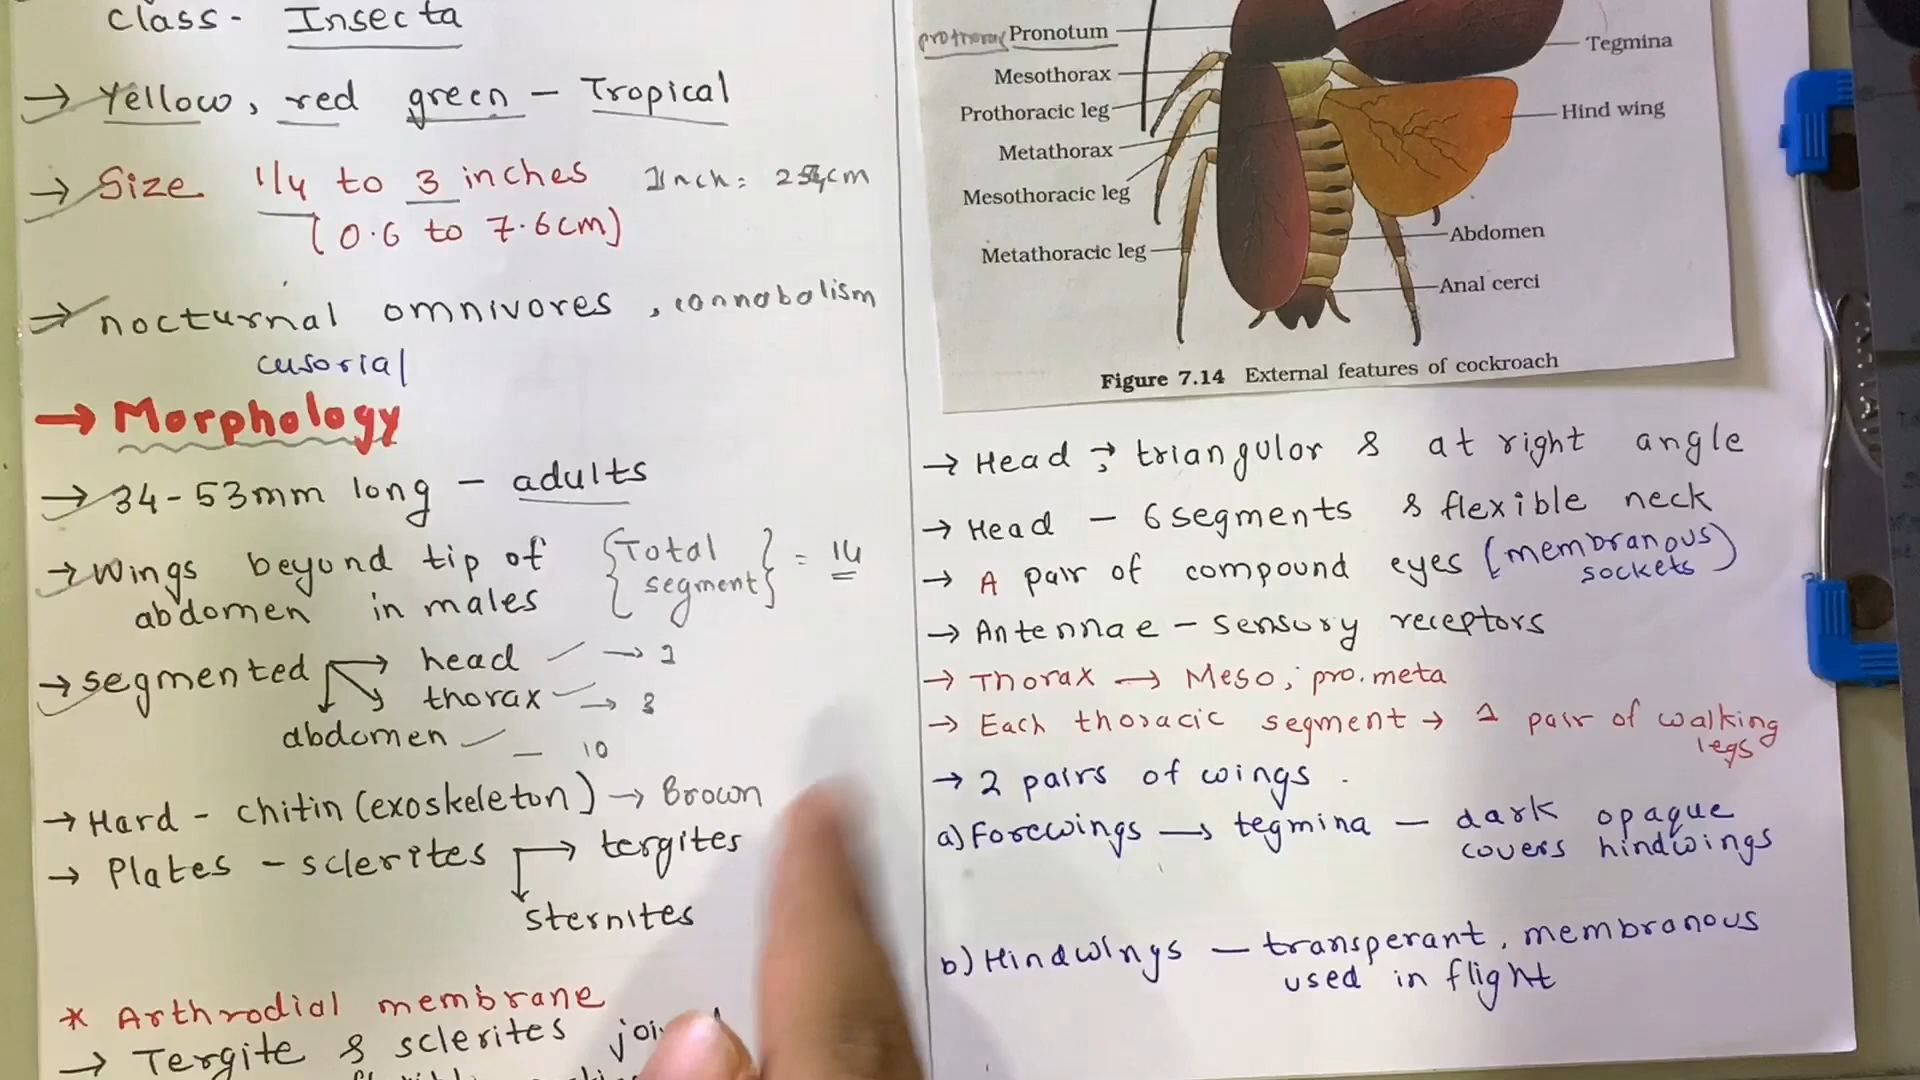 class- Insecta
→ Yellow, red green - Tropical
→ Size 1/4 to 3 inches
(0.6 to 7.6cm)
→ nocturnal omnivores, cannobalism
cusorial
→ Morphology
→ 34-53mm long - adults
→ Wings beyond tip of
abdomen in males
{Total segment} = 14
→ segmented → head → 1
→ thorax → 3
abdomen - 10
→ Hard - chitin (exoskeleton) → Brown
→ Plates - sclerites → tergites
sternites
* Arthrodial membrane
→ Tergite & sclerites
prothorax Pronotum
Mesothorax
Prothoracic leg
Metathorax
Mesothoracic leg
Metathoracic leg
Tegmina
Hind wing
Abdomen
Anal cerci
Figure 7.14 External features of cockroach
→ Head → triangular & at right angle
→ Head - 6 segments & flexible neck
→ A pair of compound eyes (membranous
sockets)
→ Antennae - sensory receptors
→ Thorax → Meso, pro. meta
→ Each thoracic segment → 1 pair of walking
legs
→ 2 pairs of wings.
a) Forewings → tegmina - dark opaque
covers hindwings
b) Hindwings - transperant, membranous
used in flight